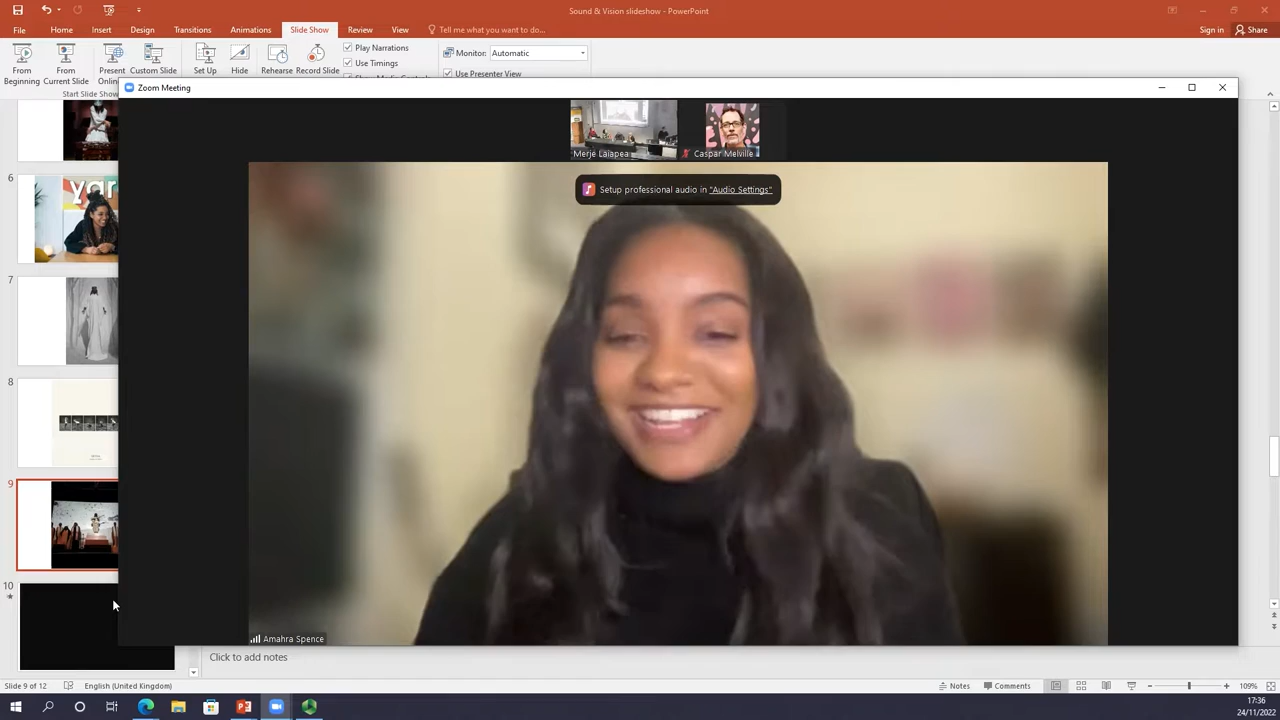 Sound & Vision slideshow - PowerPoint
File Home Insert Design Transitions Animations Slide Show Review View Tell me what you want to do... Sign in Share
From Beginning
From Current Slide
Present
Custom Slide
Set Up
Hide
Rehearse
Record Slide
Play Narrations
Use Timings
Monitor: Automatic
Use Presenter View
Start Slide Show
Zoom Meeting
Merje Laiapea
Caspar Melville
Setup professional audio in "Audio Settings"
6
yar
7
8
9
10
Amahra Spence
Click to add notes
Slide 9 of 12 English (United Kingdom) Notes Comments 109%
17:36
24/11/2022